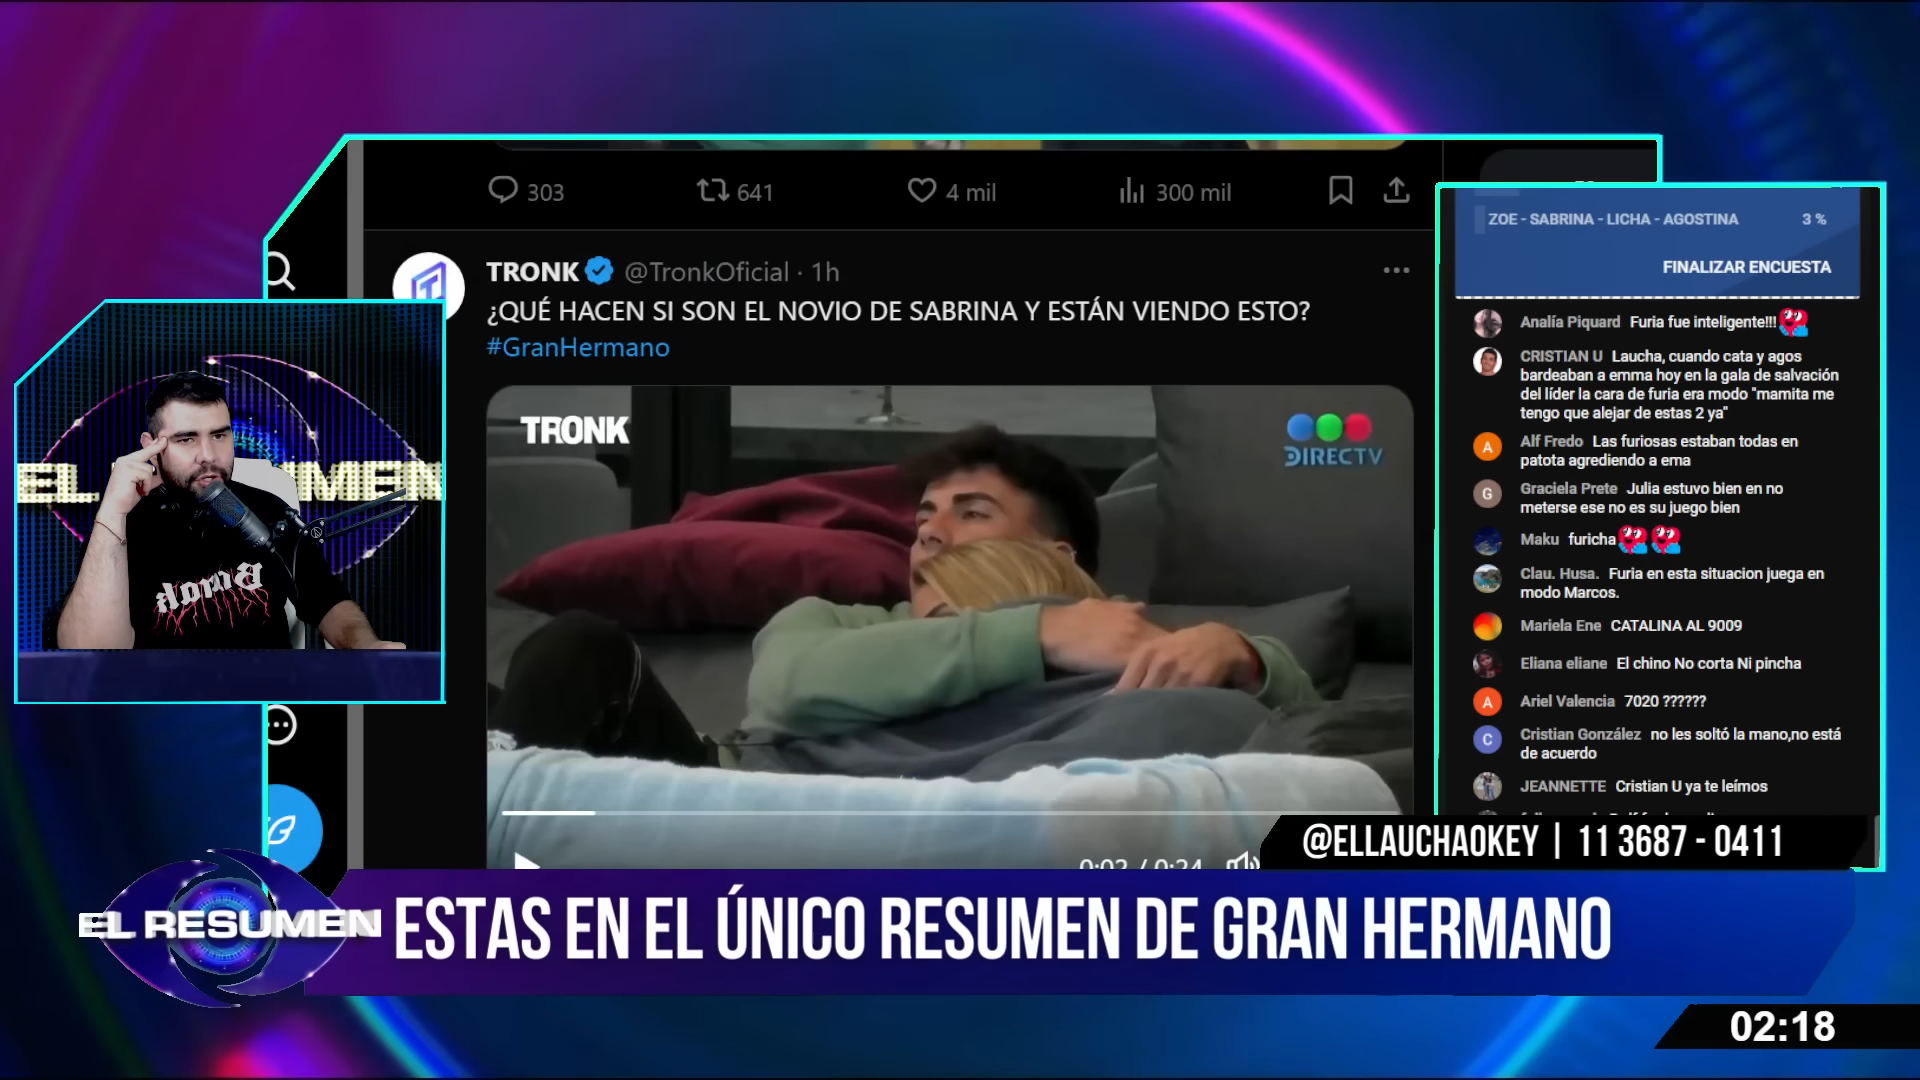 303 641 4 mil 300 mil
TRONK @TronkOficial · 1h
¿QUÉ HACEN SI SON EL NOVIO DE SABRINA Y ESTÁN VIENDO ESTO?
#GranHermano
TRONK
DIRECTV
0:02 / 0:24
EL RESUMEN
ZOE - SABRINA - LICHA - AGOSTINA 3 %
FINALIZAR ENCUESTA
Analía Piquard Furia fue inteligente!!!
CRISTIAN U Laucha, cuando cata y agos
bardeaban a emma hoy en la gala de salvación
del líder la cara de furia era modo "mamita me
tengo que alejar de estas 2 ya"
A Alf Fredo Las furiosas estaban todas en
patota agrediendo a ema
G Graciela Prete Julia estuvo bien en no
meterse ese no es su juego bien
Maku furicha
Clau. Husa. Furia en esta situacion juega en
modo Marcos.
Mariela Ene CATALINA AL 9009
Eliana eliane El chino No corta Ni pincha
A Ariel Valencia 7020 ??????
C Cristian González no les soltó la mano,no está
de acuerdo
JEANNETTE Cristian U ya te leímos
@ELLAUCHAOKEY | 11 3687 - 0411
EL RESUMEN
ESTAS EN EL ÚNICO RESUMEN DE GRAN HERMANO
02:18